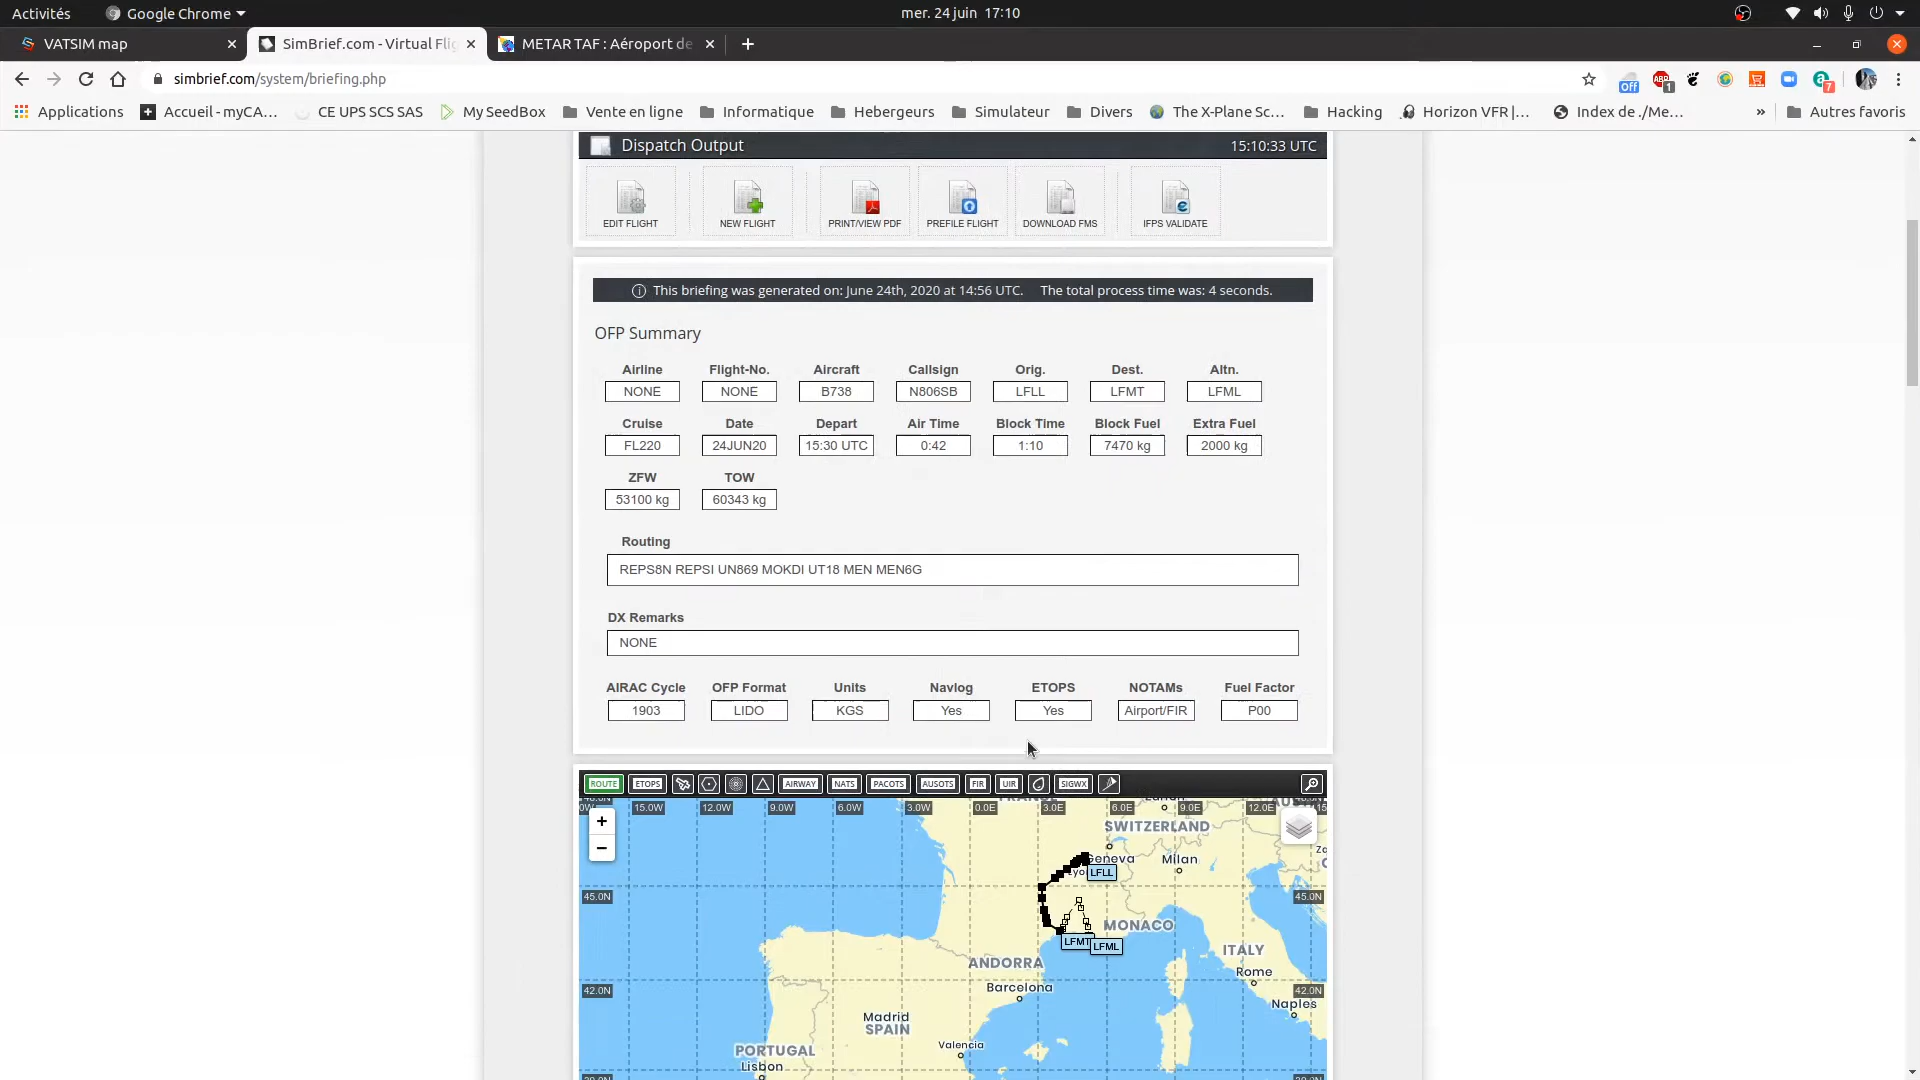 Activités Google Chrome mer. 24 juin 17:10
VATSIM map SimBrief.com - Virtual Flig METAR TAF : Aéroport de
simbrief.com/system/briefing.php Off ABP 1 7
Applications Accueil - myCA... CE UPS SCS SAS My SeedBox Vente en ligne Informatique Hebergeurs Simulateur Divers The X-Plane Sc... Hacking Horizon VFR |... Index de ./Me... » Autres favoris
Dispatch Output 15:10:33 UTC
EDIT FLIGHT NEW FLIGHT PRINT/VIEW PDF PREFILE FLIGHT DOWNLOAD FMS IFPS VALIDATE
This briefing was generated on: June 24th, 2020 at 14:56 UTC. The total process time was: 4 seconds.
OFP Summary
Airline Flight-No. Aircraft Callsign Orig. Dest. Altn.
NONE NONE B738 N806SB LFLL LFMT LFML
Cruise Date Depart Air Time Block Time Block Fuel Extra Fuel
FL220 24JUN20 15:30 UTC 0:42 1:10 7470 kg 2000 kg
ZFW TOW
53100 kg 60343 kg
Routing
REPS8N REPSI UN869 MOKDI UT18 MEN MEN6G
DX Remarks
NONE
AIRAC Cycle OFP Format Units Navlog ETOPS NOTAMs Fuel Factor
1903 LIDO KGS Yes Yes Airport/FIR P00
ROUTE ETOPS AIRWAY NATS PACOTS AUSOTS FIR UIR SIGWX
15.0W 12.0W 9.0W 6.0W 3.0W 0.0E 3.0E 6.0E 9.0E 12.0E
+
SWITZERLAND
−
Geneva Milan
LFLL
45.0N 45.0N
MONACO
LFMT LFML
ITALY
ANDORRA
Rome
Barcelona
42.0N 42.0N
Naples
Madrid
SPAIN
Valencia
PORTUGAL
Lisbon